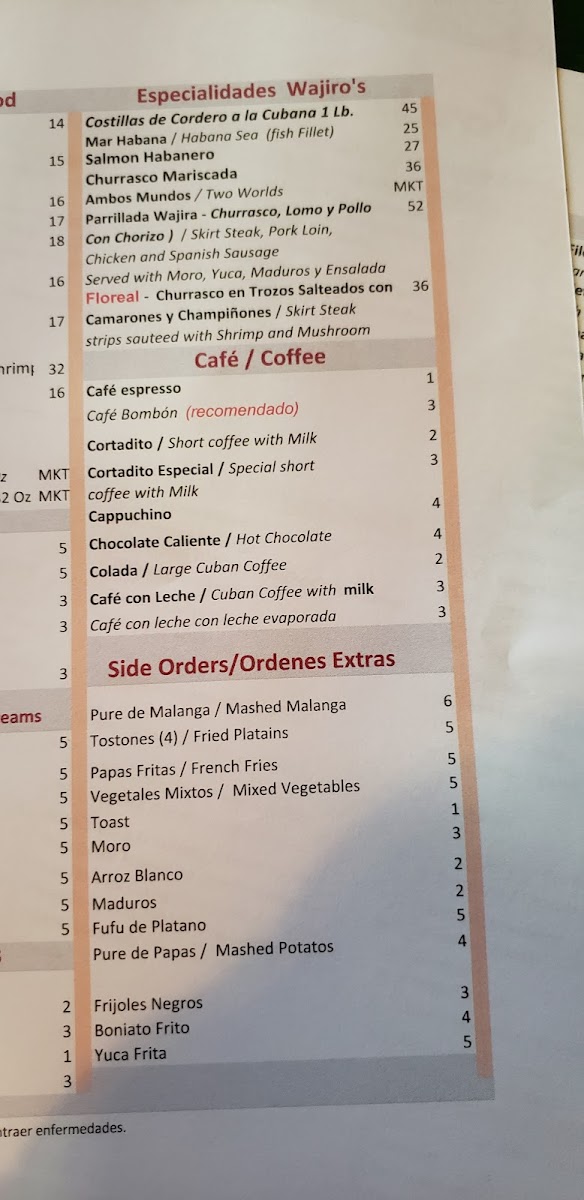 od
14
15
16
17
18
16
17
32
16
MKT
2 Oz MKT
5
5
3
3
3
eams
5
5
5
5
5
5
5
5
2
3
1
3
Especialidades Wajiro's
Costillas de Cordero a la Cubana 1 Lb. 45
Mar Habana / Habana Sea (fish Fillet) 25
Salmon Habanero 27
Churrasco Mariscada 36
Ambos Mundos / Two Worlds MKT
Parrillada Wajira - Churrasco, Lomo y Pollo 52
Con Chorizo ) / Skirt Steak, Pork Loin,
Chicken and Spanish Sausage
Served with Moro, Yuca, Maduros y Ensalada
Floreal - Churrasco en Trozos Salteados con 36
Camarones y Champiñones / Skirt Steak
strips sauteed with Shrimp and Mushroom
Café / Coffee
Café espresso 1
Café Bombón (recomendado) 3
Cortadito / Short coffee with Milk 2
Cortadito Especial / Special short 3
coffee with Milk
Cappuchino 4
Chocolate Caliente / Hot Chocolate 4
Colada / Large Cuban Coffee 2
Café con Leche / Cuban Coffee with milk 3
Café con leche con leche evaporada 3
Side Orders/Ordenes Extras
Pure de Malanga / Mashed Malanga 6
Tostones (4) / Fried Platains 5
Papas Fritas / French Fries 5
Vegetales Mixtos / Mixed Vegetables 5
Toast 1
Moro 3
Arroz Blanco 2
Maduros 2
Fufu de Platano 5
Pure de Papas / Mashed Potatos 4
Frijoles Negros 3
Boniato Frito 4
Yuca Frita 5
ntraer enfermedades.